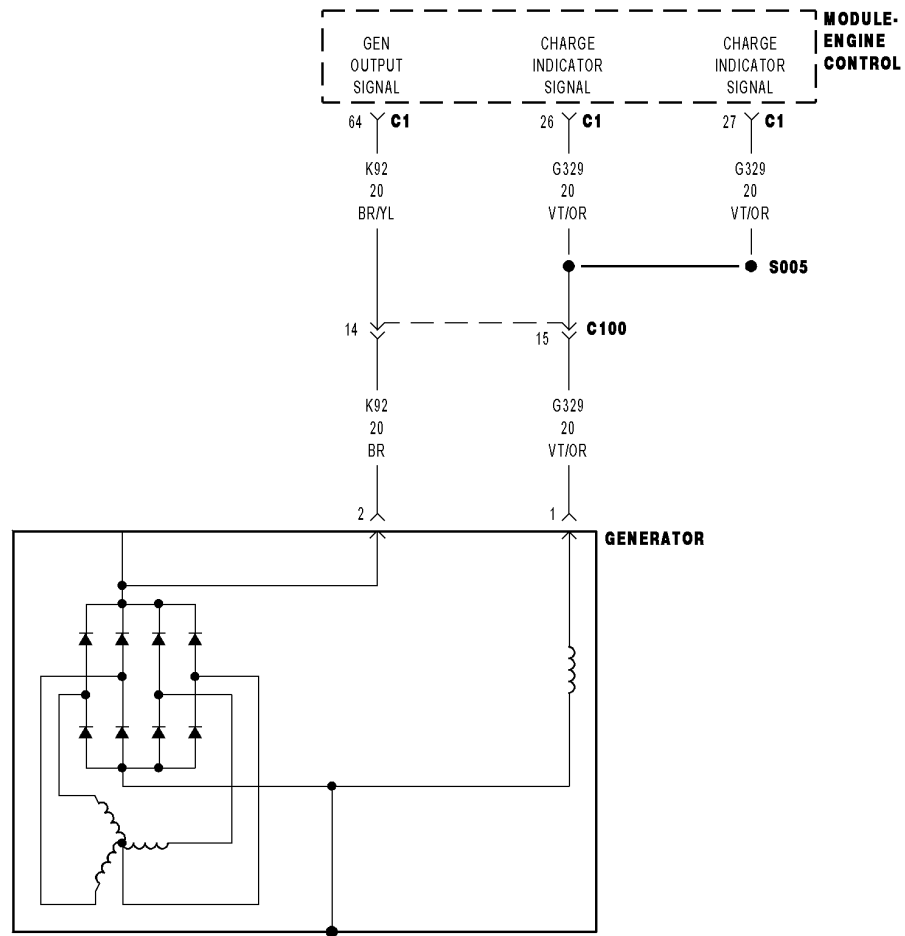 MODULE-
ENGINE
CONTROL
GEN
OUTPUT
SIGNAL
CHARGE
INDICATOR
SIGNAL
CHARGE
INDICATOR
SIGNAL
64 C1
26 C1
27 C1
K92
20
BR/YL
G329
20
VT/OR
G329
20
VT/OR
S005
14
15
C100
K92
20
BR
G329
20
VT/OR
2
1
GENERATOR